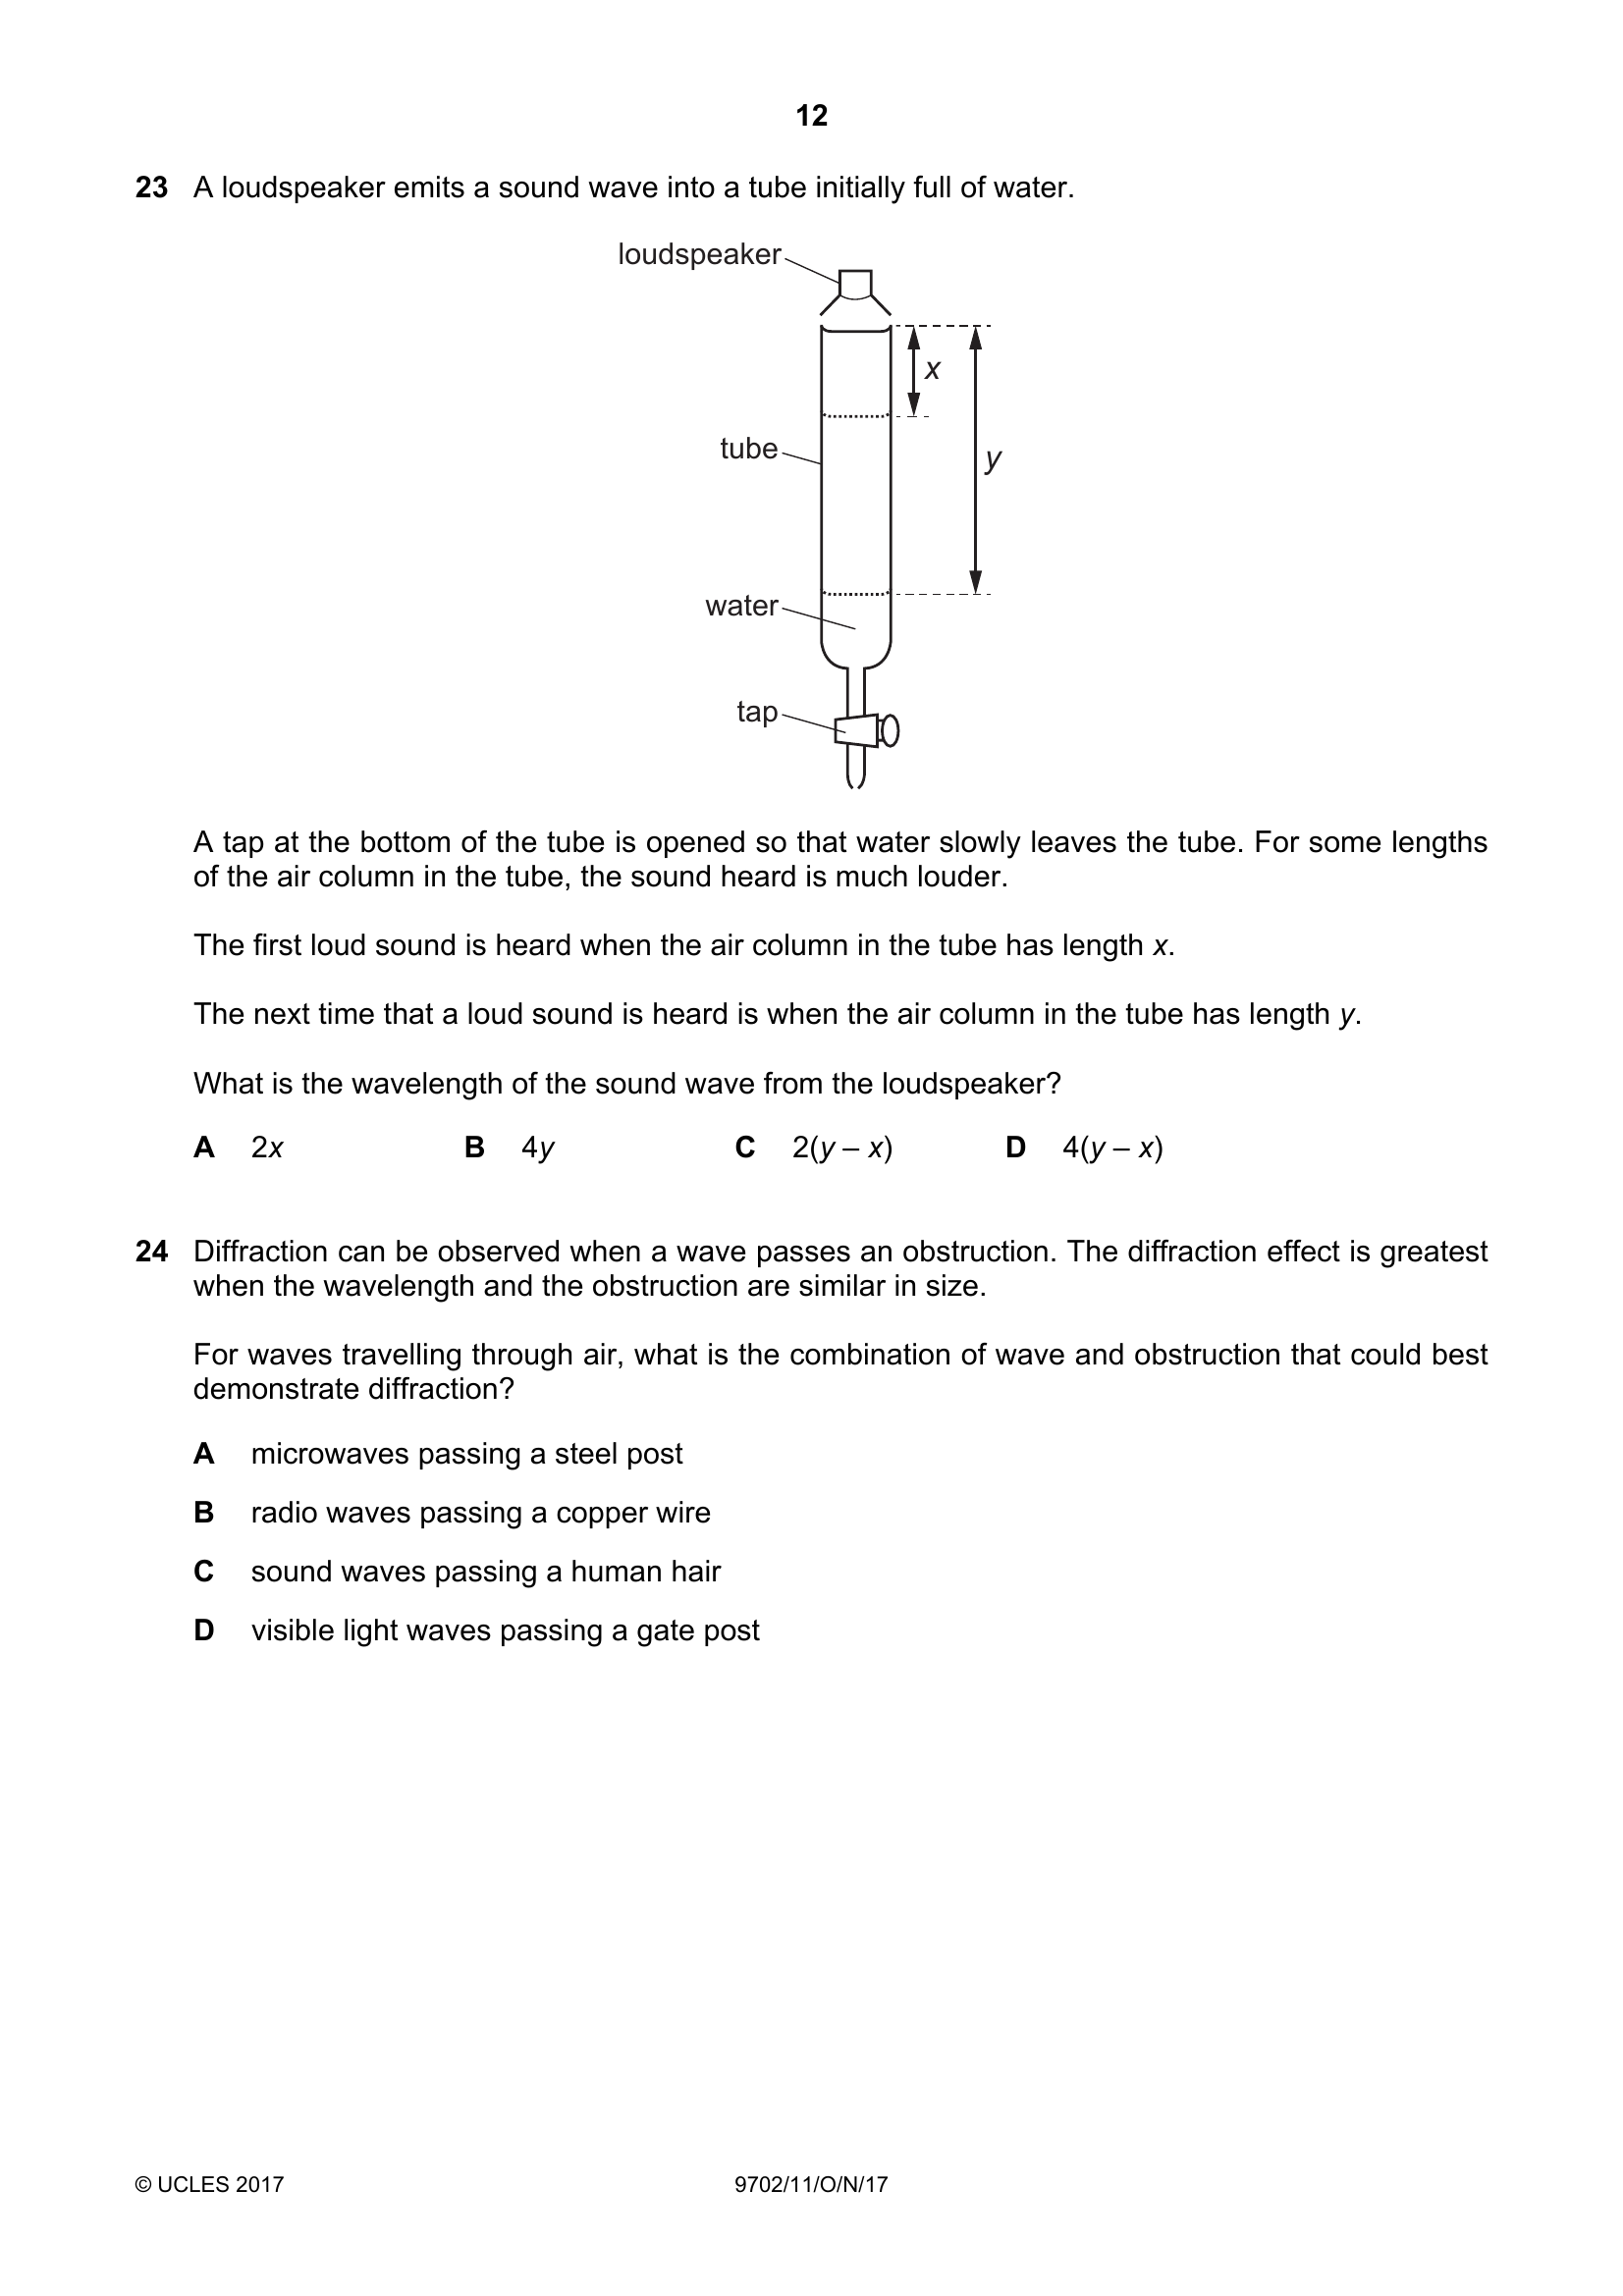 12
23 A loudspeaker emits a sound wave into a tube initially full of water.
loudspeaker
x
tube
y
water
tap
A tap at the bottom of the tube is opened so that water slowly leaves the tube. For some lengths
of the air column in the tube, the sound heard is much louder.
The first loud sound is heard when the air column in the tube has length x.
The next time that a loud sound is heard is when the air column in the tube has length y.
What is the wavelength of the sound wave from the loudspeaker?
A 2x B 4y C 2(y – x) D 4(y – x)
24 Diffraction can be observed when a wave passes an obstruction. The diffraction effect is greatest
when the wavelength and the obstruction are similar in size.
For waves travelling through air, what is the combination of wave and obstruction that could best
demonstrate diffraction?
A microwaves passing a steel post
B radio waves passing a copper wire
C sound waves passing a human hair
D visible light waves passing a gate post
© UCLES 2017 9702/11/O/N/17